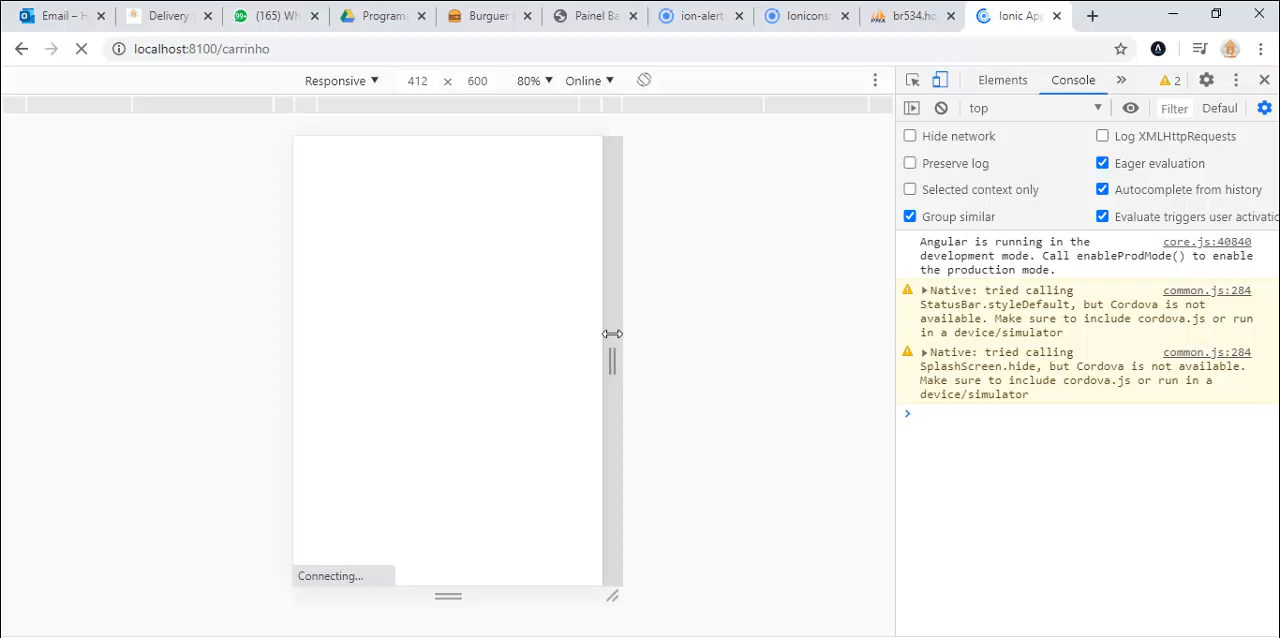 Email – H
Delivery
(165) Wh
Programa
Burguer
Painel Ba
ion-alert
Ionicons:
br534.ho
Ionic App
localhost:8100/carrinho
Responsive 412 × 600 80% Online
Elements Console » 2
top Filter Defaul
Hide network Log XMLHttpRequests
Preserve log Eager evaluation
Selected context only Autocomplete from history
Group similar Evaluate triggers user activatio
Angular is running in the core.js:40840
development mode. Call enableProdMode() to enable
the production mode.
Native: tried calling common.js:284
StatusBar.styleDefault, but Cordova is not
available. Make sure to include cordova.js or run
in a device/simulator
Native: tried calling common.js:284
SplashScreen.hide, but Cordova is not available.
Make sure to include cordova.js or run in a
device/simulator
Connecting...